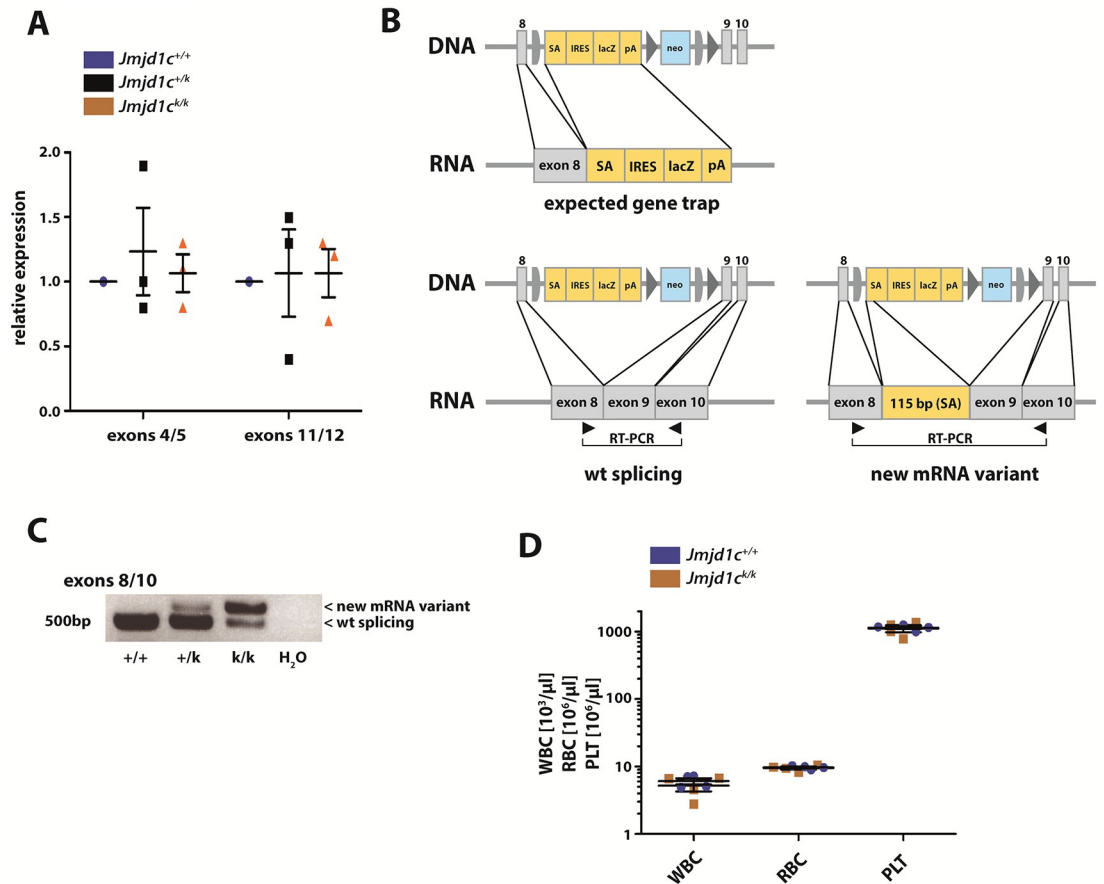 A
Jmjd1c+/+
Jmjd1c+/k
Jmjd1ck/k
relative expression
2.0
1.5
1.0
0.5
0.0
exons 4/5
exons 11/12
B
8
9 10
DNA
SA IRES lacZ pA neo
RNA
exon 8 SA IRES lacZ pA
expected gene trap
8
9 10
DNA
SA IRES lacZ pA neo
RNA
exon 8 exon 9 exon 10
RT-PCR
wt splicing
8
9 10
SA IRES lacZ pA neo
exon 8 115 bp (SA) exon 9 exon 10
RT-PCR
new mRNA variant
C
exons 8/10
500bp
< new mRNA variant
< wt splicing
+/+ +/k k/k H2O
D
Jmjd1c+/+
Jmjd1ck/k
WBC [103/µl]
RBC [106/µl]
PLT [106/µl]
1000
100
10
1
WBC
RBC
PLT